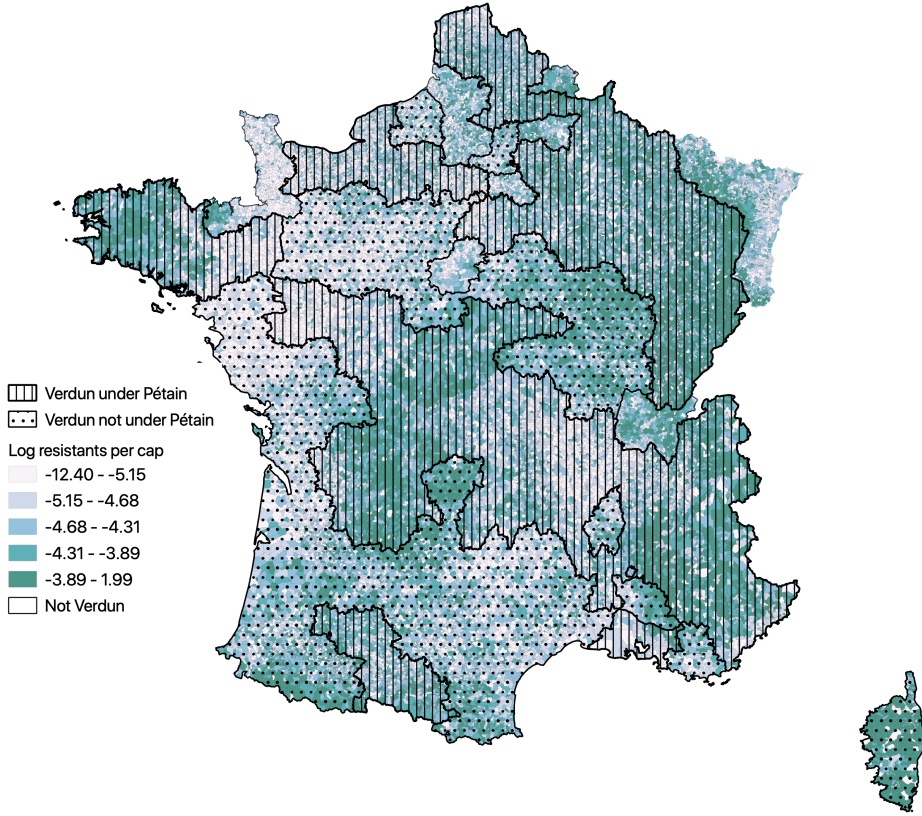 Verdun under Pétain
Verdun not under Pétain
Log resistants per cap
-12.40 - -5.15
-5.15 - -4.68
-4.68 - -4.31
-4.31 - -3.89
-3.89 - 1.99
Not Verdun